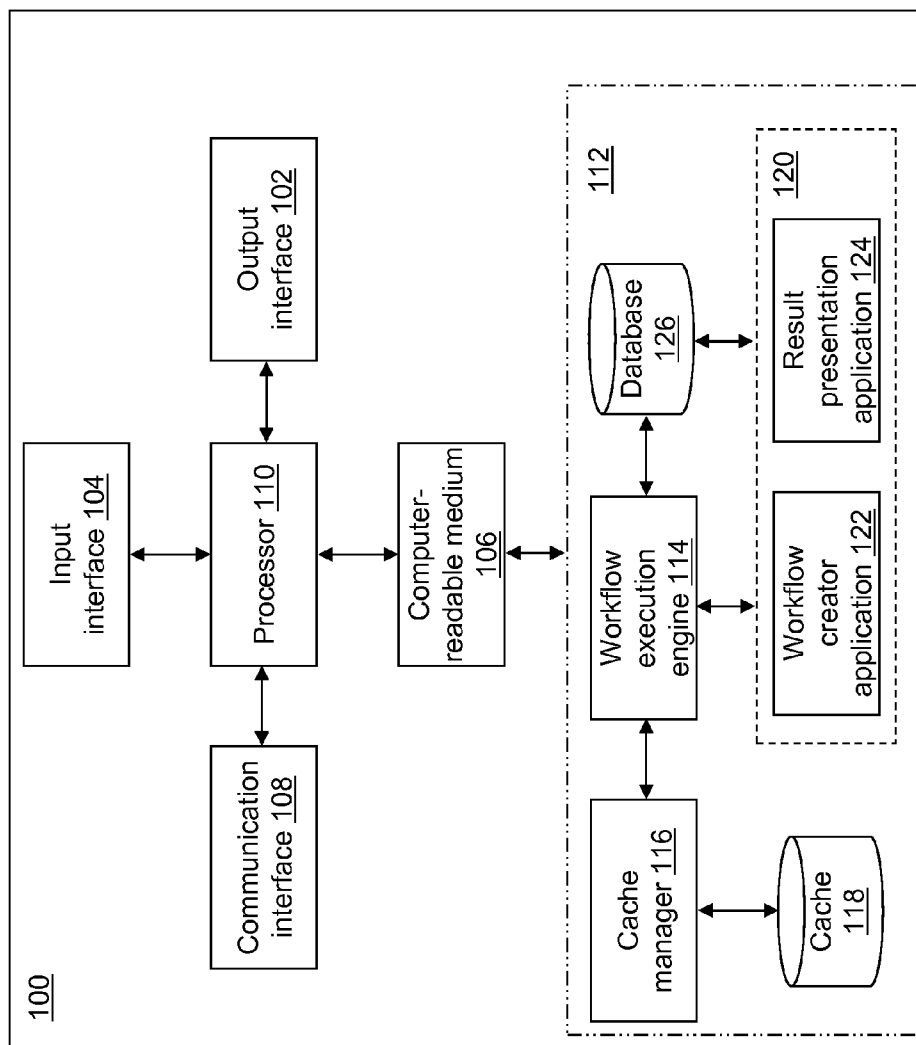 100
Input
interface 104
Communication
interface 108
Processor 110
Output
interface 102
Computer-
readable medium
106
112
Cache
manager 116
Workflow
execution
engine 114
Database
126
Cache
118
120
Workflow
creator
application 122
Result
presentation
application 124